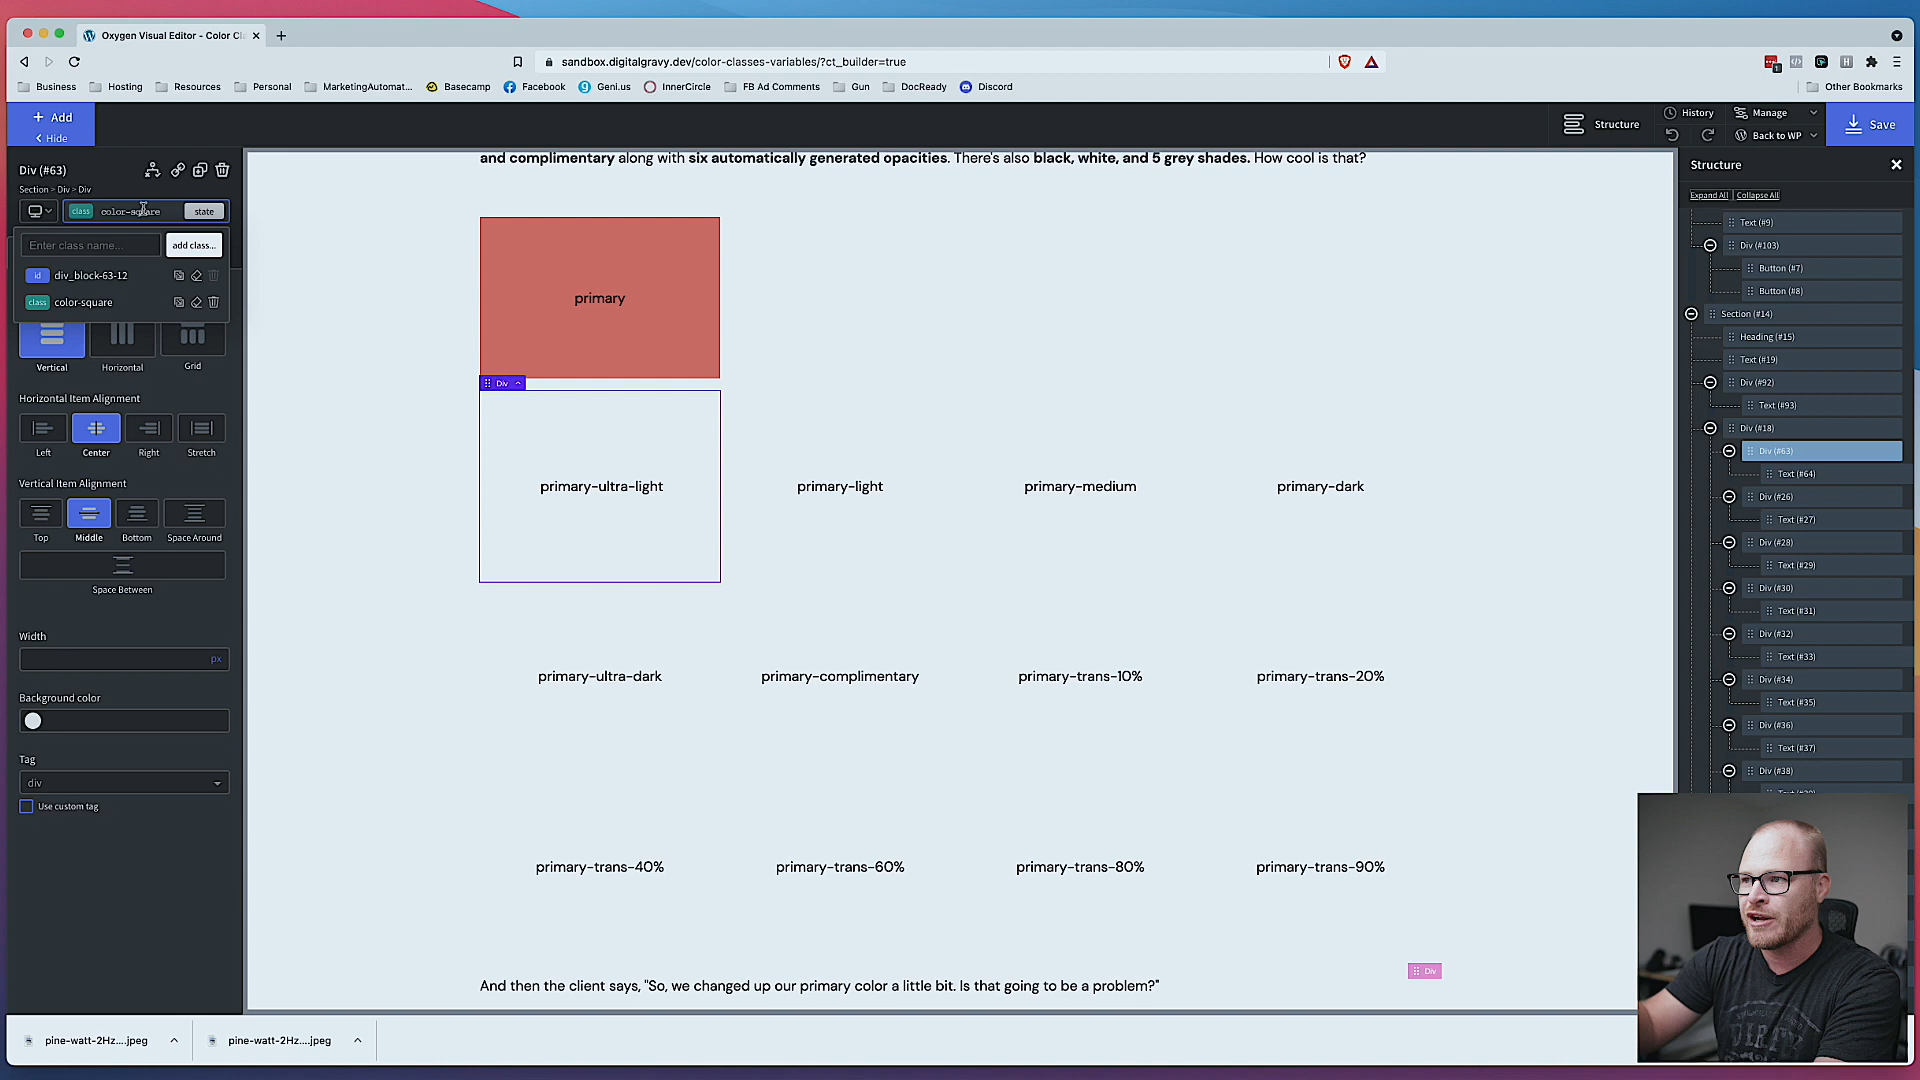 Oxygen Visual Editor - Color Cl
sandbox.digitalgravy.dev/color-classes-variables/?ct_builder=true
Business
Hosting
Resources
Personal
MarketingAutomat...
Basecamp
Facebook
Geni.us
InnerCircle
FB Ad Comments
Gun
DocReady
Discord
Other Bookmarks
+ Add
Hide
Structure
History
Manage
Back to WP
Save
Div (#63)
Section > Div > Div
class
color-square
state
Enter class name...
add class...
id
div_block-63-12
class
color-square
Vertical
Horizontal
Grid
Horizontal Item Alignment
Left
Center
Right
Stretch
Vertical Item Alignment
Top
Middle
Bottom
Space Around
Space Between
Width
px
Background color
Tag
div
Use custom tag
and complimentary along with six automatically generated opacities. There's also black, white, and 5 grey shades. How cool is that?
primary
Div
primary-ultra-light
primary-light
primary-medium
primary-dark
primary-ultra-dark
primary-complimentary
primary-trans-10%
primary-trans-20%
primary-trans-40%
primary-trans-60%
primary-trans-80%
primary-trans-90%
Div
And then the client says, "So, we changed up our primary color a little bit. Is that going to be a problem?"
Structure
Expand All
Collapse All
Text (#9)
Div (#103)
Button (#7)
Button (#8)
Section (#14)
Heading (#15)
Text (#19)
Div (#92)
Text (#93)
Div (#18)
Div (#63)
Text (#64)
Div (#26)
Text (#27)
Div (#28)
Text (#29)
Div (#30)
Text (#31)
Div (#32)
Text (#33)
Div (#34)
Text (#35)
Div (#36)
Text (#37)
Div (#38)
pine-watt-2Hz....jpeg
pine-watt-2Hz....jpeg